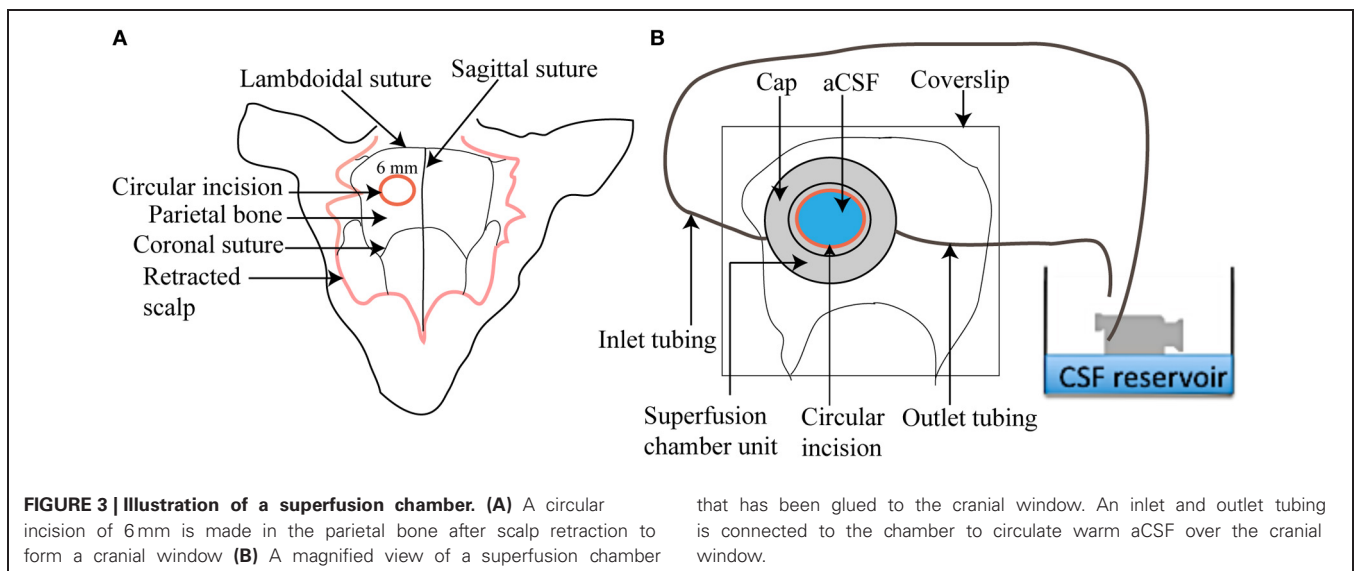 A
Lambdoidal suture
Sagittal suture
6 mm
Circular incision
Parietal bone
Coronal suture
Retracted
scalp
B
Cap
aCSF
Coverslip
Inlet tubing
CSF reservoir
Superfusion
chamber unit
Circular
incision
Outlet tubing
FIGURE 3 | Illustration of a superfusion chamber. (A) A circular
incision of 6 mm is made in the parietal bone after scalp retraction to
form a cranial window (B) A magnified view of a superfusion chamber
that has been glued to the cranial window. An inlet and outlet tubing
is connected to the chamber to circulate warm aCSF over the cranial
window.